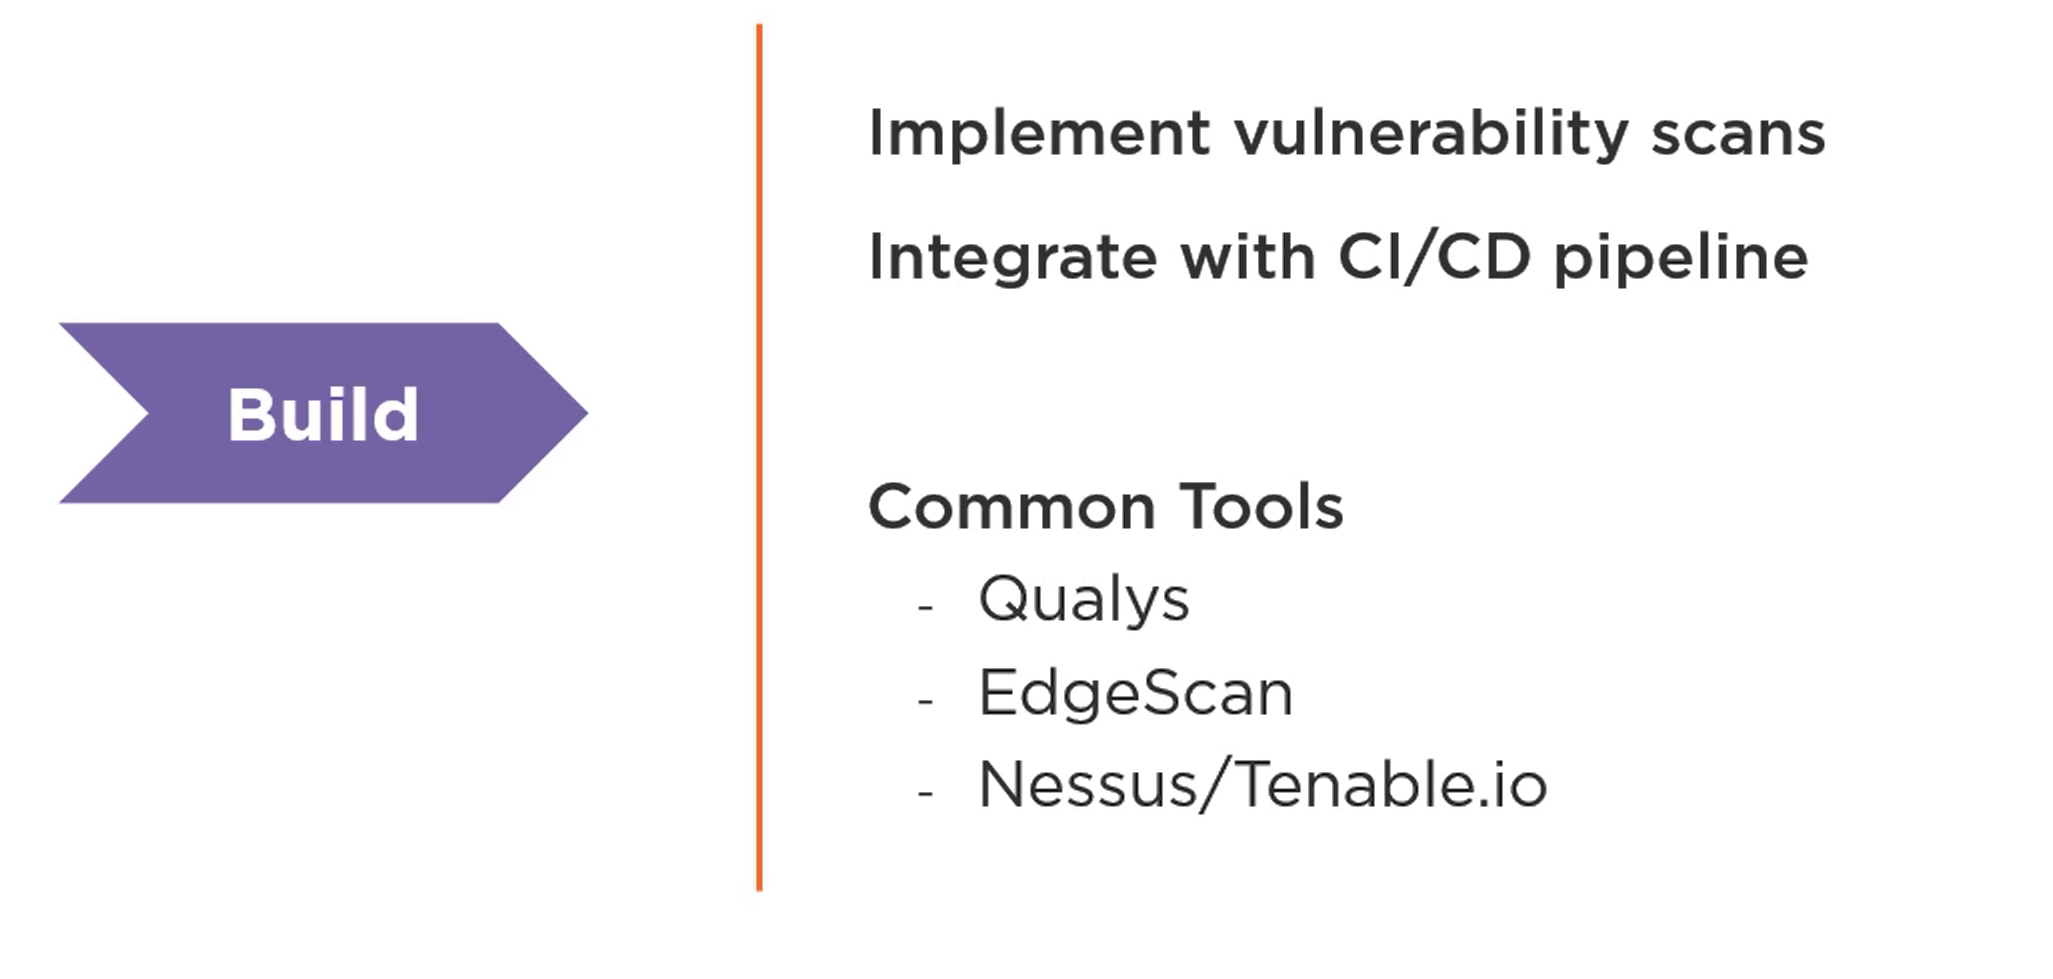 Build
Implement vulnerability scans
Integrate with CI/CD pipeline
Common Tools
- Qualys
- EdgeScan
- Nessus/Tenable.io